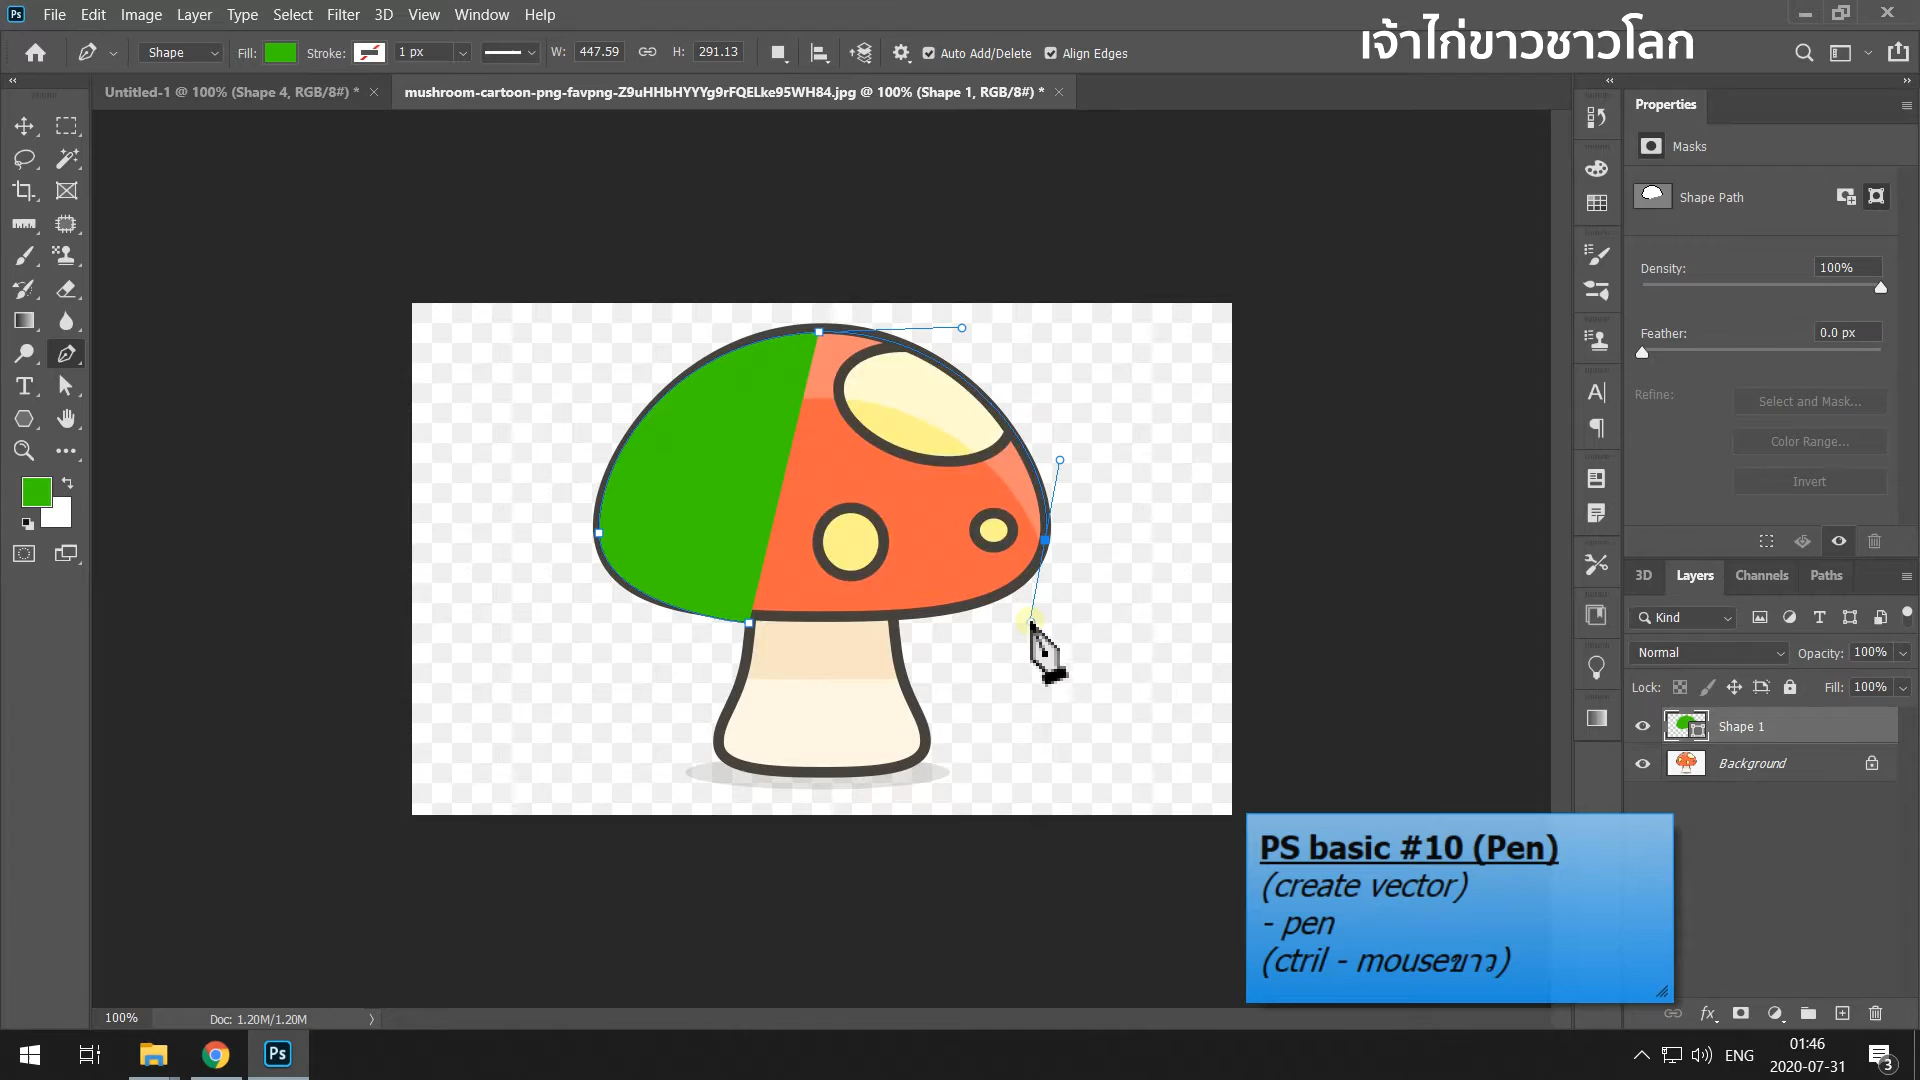 Ps File Edit Image Layer Type Select Filter 3D View Window Help
เจ้าไก่ขาวชาวโลก
Shape Fill: Stroke: 1 px W: 447.59 H: 291.13 Auto Add/Delete Align Edges
Untitled-1 @ 100% (Shape 4, RGB/8#) * mushroom-cartoon-png-favpng-Z9uHHbHYYYg9rFQELke95WH84.jpg @ 100% (Shape 1, RGB/8#) *
Properties
Masks
Shape Path
Density: 100%
Feather: 0.0 px
Refine: Select and Mask...
Color Range...
Invert
3D Layers Channels Paths
Kind
Normal Opacity: 100%
Lock: Fill: 100%
Shape 1
Background
fx
PS basic #10 (Pen)
(create vector)
- pen
(ctril - mouseขาว)
100% Doc: 1.20M/1.20M
Ps
ENG
01:46
2020-07-31
3